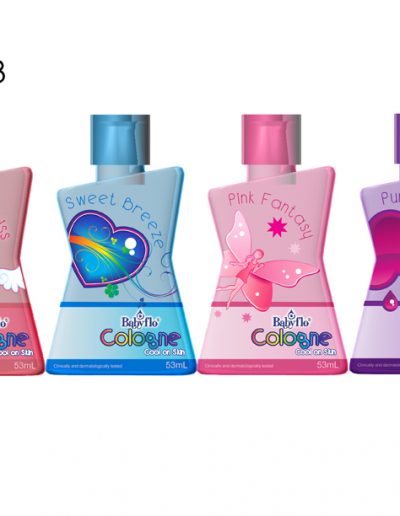 3
Sweet Breeze
Babyflo
Cologne
Cool on Skin
Clinically and dermatologically tested
53mL
Pink Fantasy
Babyflo
Cologne
Cool on Skin
Clinically and dermatologically tested
53mL
53mL